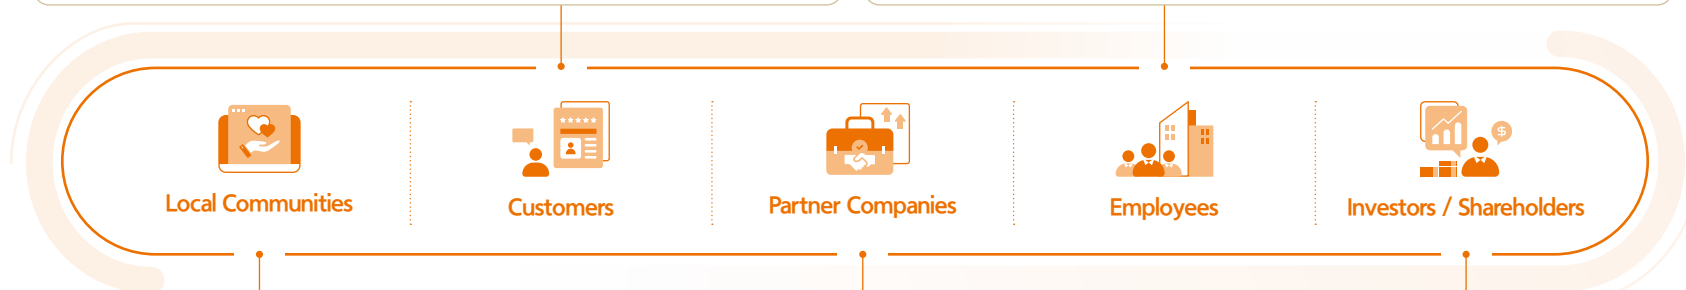 Local Communities
Customers
Partner Companies
Employees
Investors / Shareholders